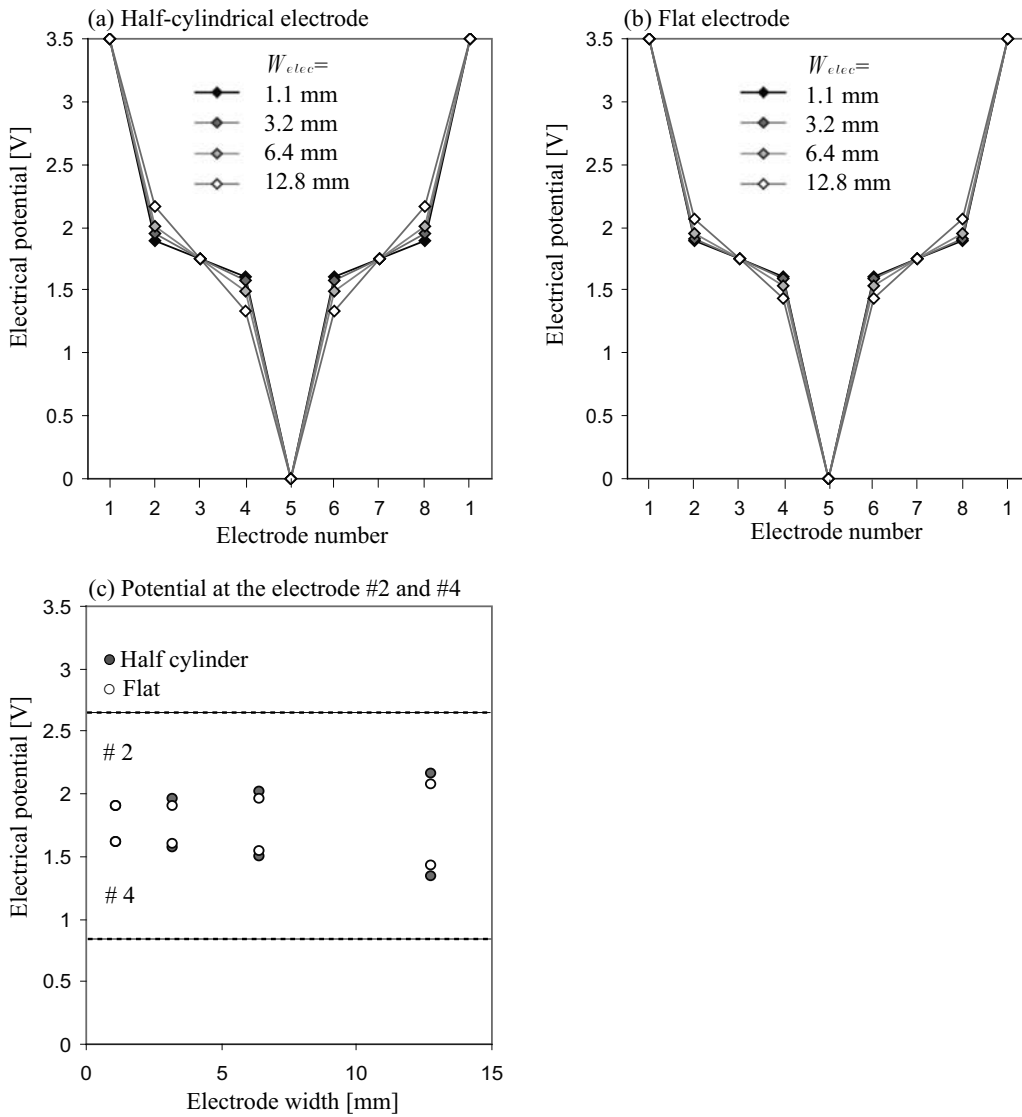 (a) Half-cylindrical electrode
3.5
3
2.5
2
1.5
1
0.5
0
Electrical potential [V]
W_elec=
1.1 mm
3.2 mm
6.4 mm
12.8 mm
1 2 3 4 5 6 7 8 1
Electrode number
(b) Flat electrode
3.5
3
2.5
2
1.5
1
0.5
0
Electrical potential [V]
W_elec=
1.1 mm
3.2 mm
6.4 mm
12.8 mm
1 2 3 4 5 6 7 8 1
Electrode number
(c) Potential at the electrode #2 and #4
3.5
3
2.5
2
1.5
1
0.5
0
Electrical potential [V]
Half cylinder
Flat
# 2
# 4
0 5 10 15
Electrode width [mm]